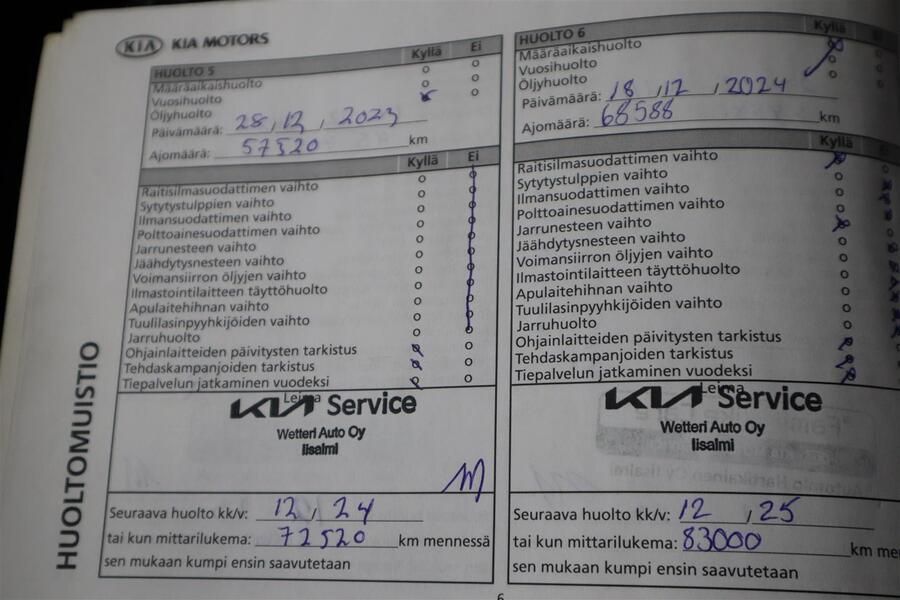 KIA KIA MOTORS
HUOLTO 5 Kyllä Ei
Määräaikaishuolto
Vuosihuolto
Öljyhuolto
Päivämäärä: 28, 12, 2023
Ajomäärä: 57520 km
Kyllä Ei
Raitisilmasuodattimen vaihto
Sytytystulppien vaihto
Ilmansuodattimen vaihto
Polttoainesuodattimen vaihto
Jarrunesteen vaihto
Jäähdytysnesteen vaihto
Voimansiirron öljyjen vaihto
Ilmastointilaitteen täyttöhuolto
Apulaitehihnan vaihto
Tuulilasinpyyhkijöiden vaihto
Jarruhuolto
Ohjainlaitteiden päivitysten tarkistus
Tehdaskampanjoiden tarkistus
Tiepalvelun jatkaminen vuodeksi
Leima
KIA Service
Wetteri Auto Oy
Iisalmi
Seuraava huolto kk/v: 12, 24
tai kun mittarilukema: 72520 km mennessä
sen mukaan kumpi ensin saavutetaan
HUOLTO 6 Kyllä Ei
Määräaikaishuolto
Vuosihuolto
Öljyhuolto
Päivämäärä: 18, 12, 2024
Ajomäärä: 68588 km
Kyllä Ei
Raitisilmasuodattimen vaihto
Sytytystulppien vaihto
Ilmansuodattimen vaihto
Polttoainesuodattimen vaihto
Jarrunesteen vaihto
Jäähdytysnesteen vaihto
Voimansiirron öljyjen vaihto
Ilmastointilaitteen täyttöhuolto
Apulaitehihnan vaihto
Tuulilasinpyyhkijöiden vaihto
Jarruhuolto
Ohjainlaitteiden päivitysten tarkistus
Tehdaskampanjoiden tarkistus
Tiepalvelun jatkaminen vuodeksi
Leima
KIA Service
Wetteri Auto Oy
Iisalmi
Seuraava huolto kk/v: 12, 25
tai kun mittarilukema: 83000 km
sen mukaan kumpi ensin saavutetaan
HUOLTOMUISTIO
6